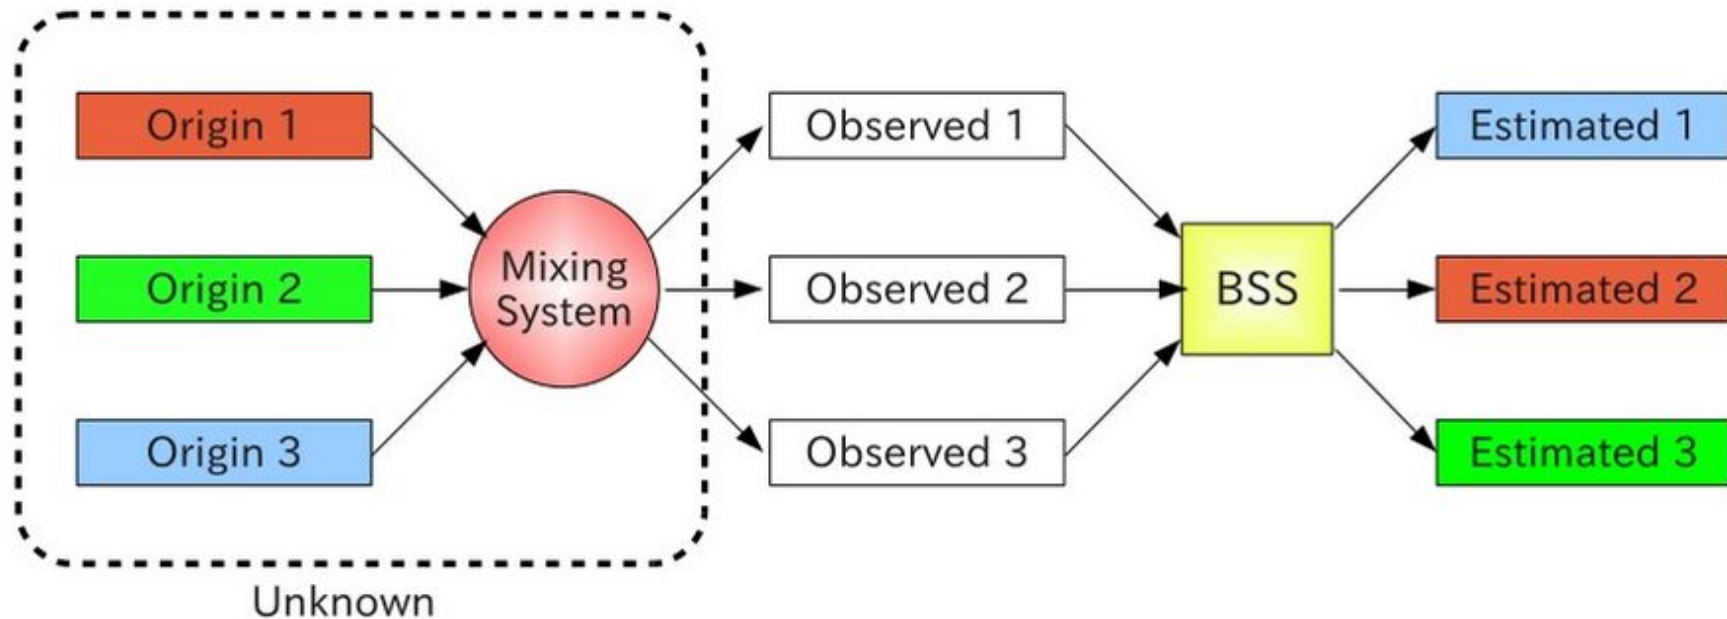 Origin 1
Observed 1
Estimated 1
Origin 2
Mixing
System
Observed 2
BSS
Estimated 2
Origin 3
Observed 3
Estimated 3
Unknown